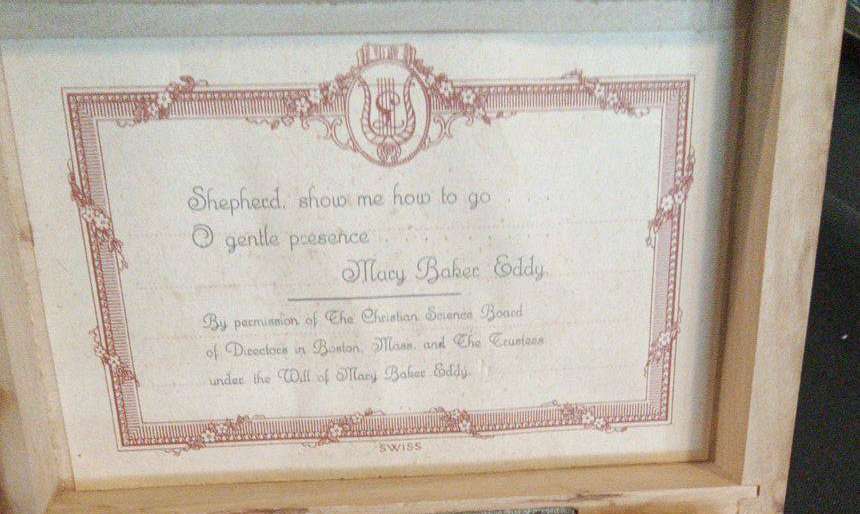 Shepherd, show me how to go
O gentle presence
Mary Baker Eddy.
By permission of The Christian Science Board
of Directors in Boston, Mass. and The Trustees
under the Will of Mary Baker Eddy.
SWISS